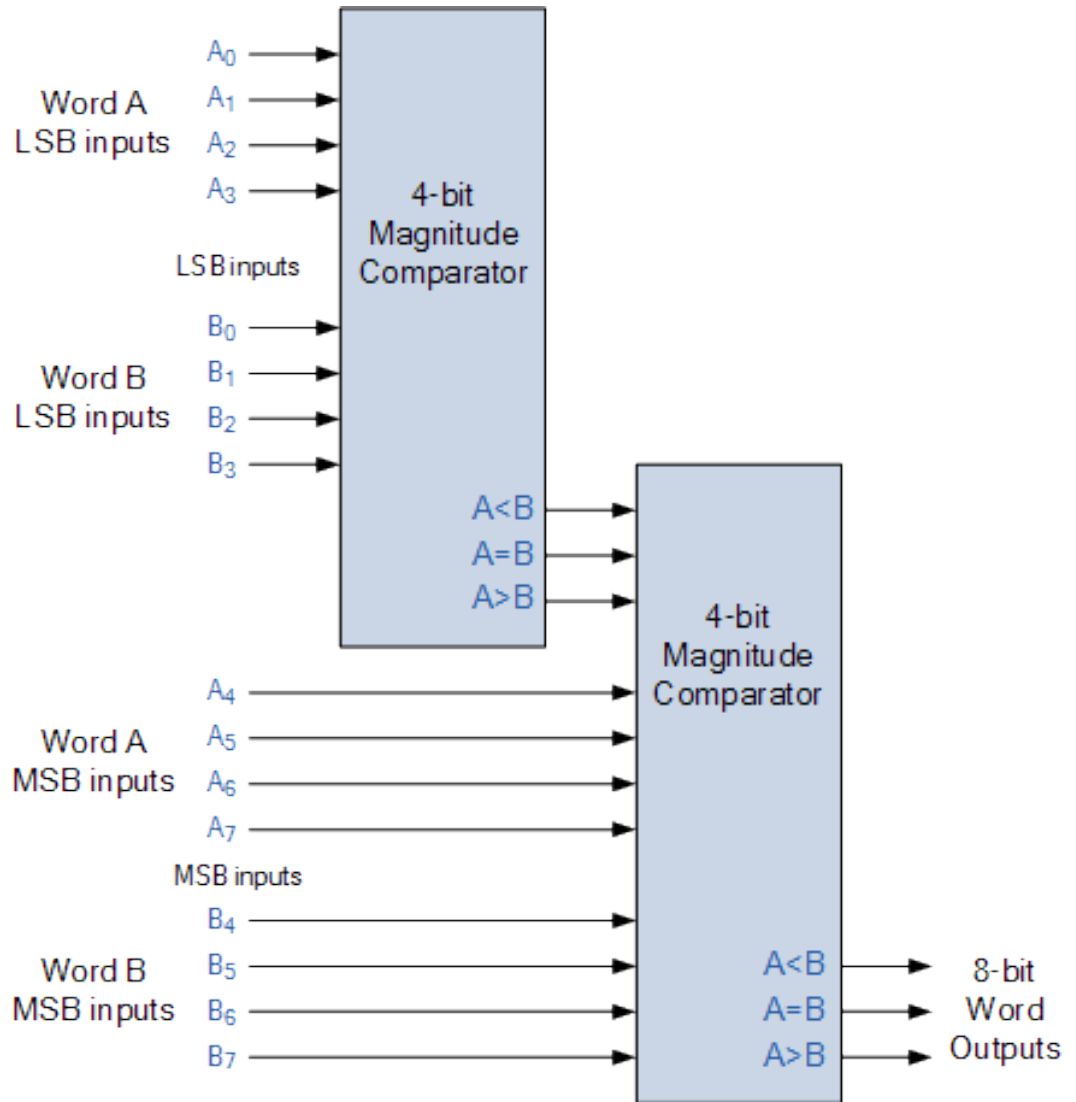 A₀
A₁
Word A
LSB inputs
A₂
A₃
4-bit
Magnitude
Comparator
LSB inputs
B₀
B₁
Word B
LSB inputs
B₂
B₃
A<B
A=B
A>B
4-bit
Magnitude
Comparator
A₄
A₅
Word A
MSB inputs
A₆
A₇
MSB inputs
B₄
B₅
Word B
MSB inputs
B₆
B₇
A<B
A=B
A>B
8-bit
Word
Outputs